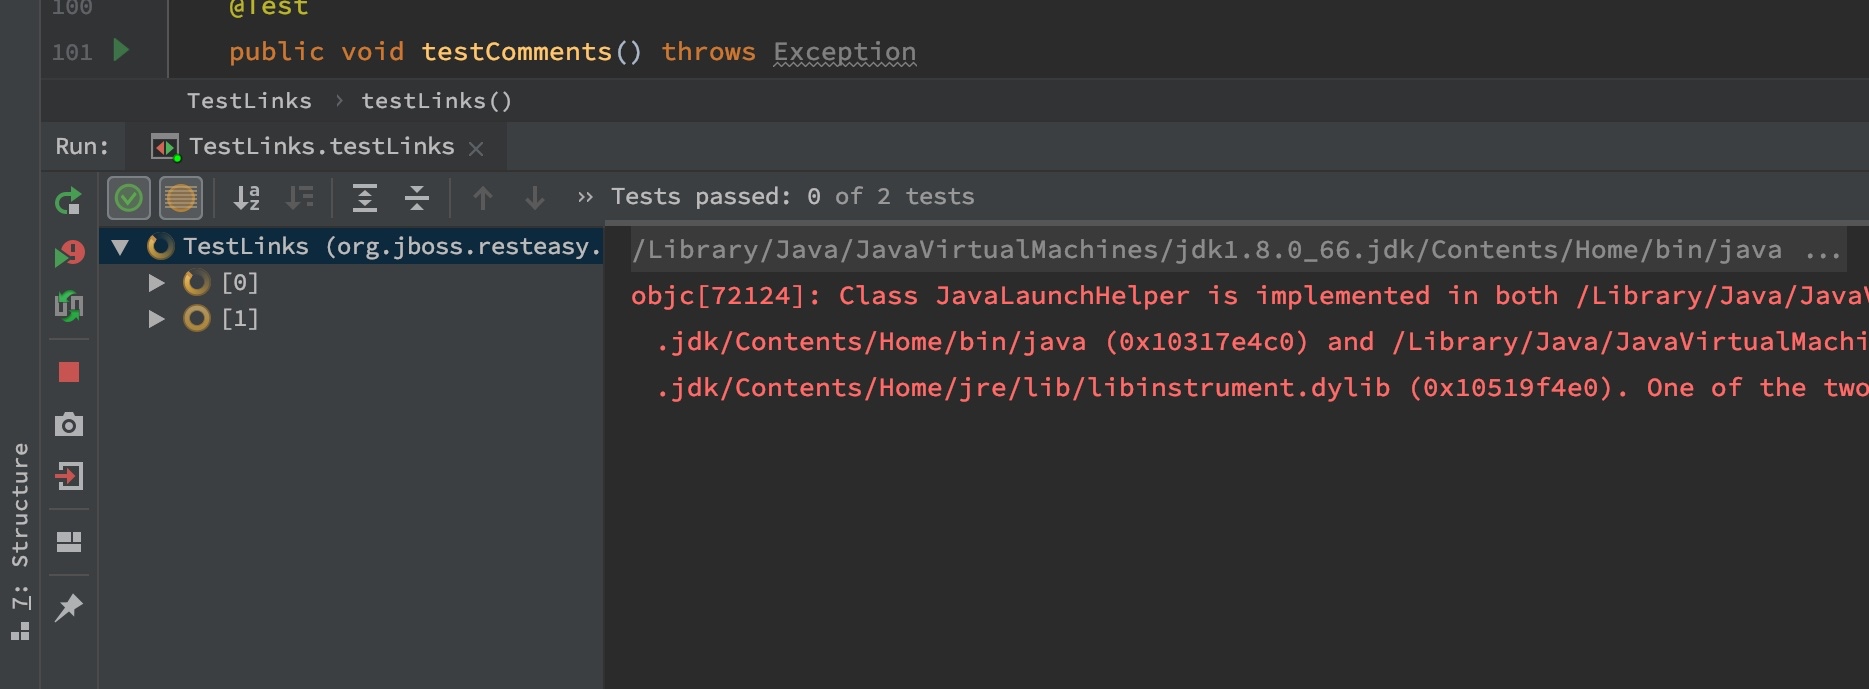 100 @Test
101 public void testComments() throws Exception
TestLinks › testLinks()
Run: TestLinks.testLinks ×
» Tests passed: 0 of 2 tests
TestLinks (org.jboss.resteasy.
[0]
[1]
/Library/Java/JavaVirtualMachines/jdk1.8.0_66.jdk/Contents/Home/bin/java ...
objc[72124]: Class JavaLaunchHelper is implemented in both /Library/Java/JavaV
.jdk/Contents/Home/bin/java (0x10317e4c0) and /Library/Java/JavaVirtualMachi
.jdk/Contents/Home/jre/lib/libinstrument.dylib (0x10519f4e0). One of the two
7: Structure